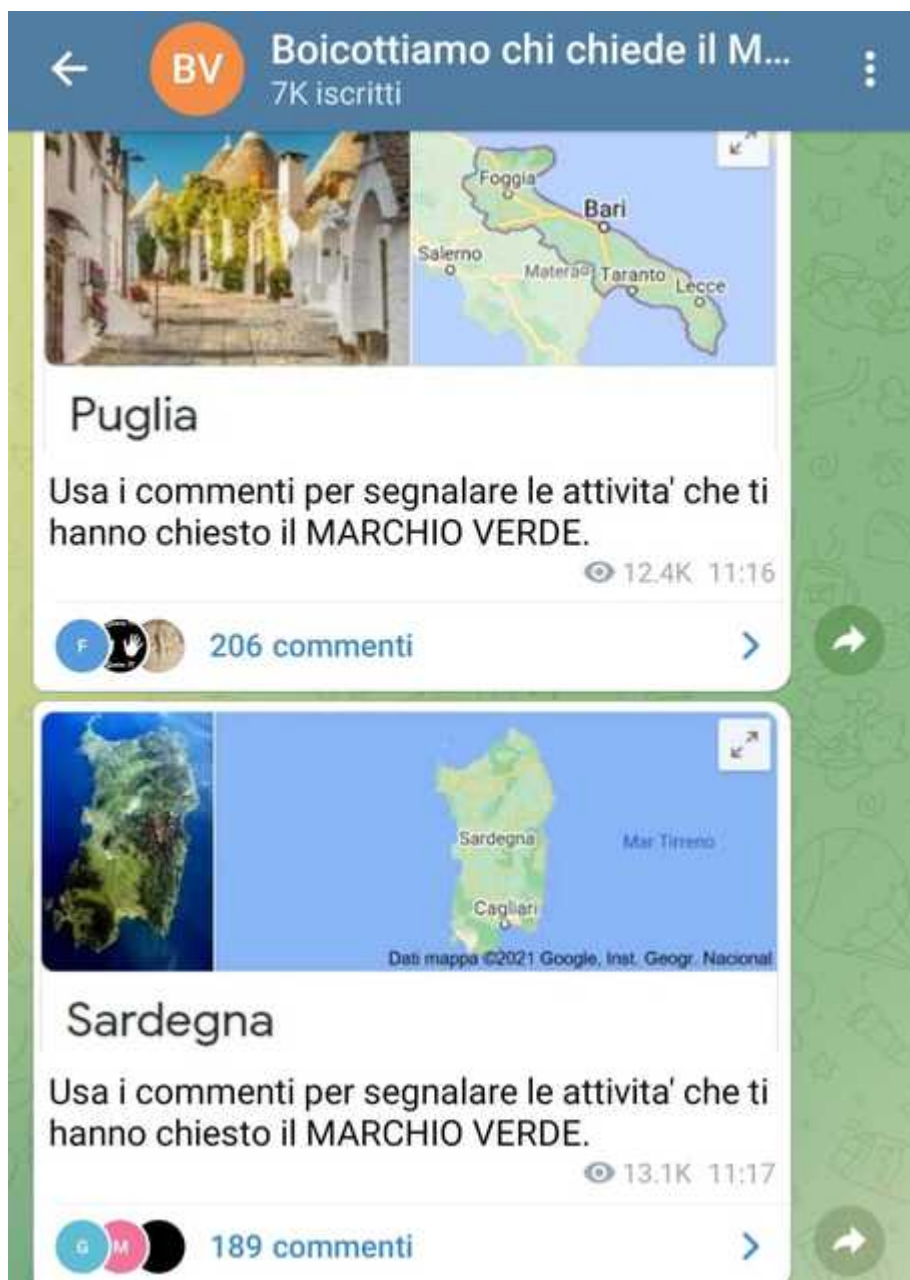 BV
Boicottiamo chi chiede il M...
7K iscritti
Foggia
Bari
Salerno
Matera
Taranto
Lecce
Puglia
Usa i commenti per segnalare le attivita' che ti
hanno chiesto il MARCHIO VERDE.
12.4K 11:16
F
206 commenti
Sardegna
Mar Tirreno
Cagliari
Dati mappa ©2021 Google, Inst. Geogr. Nacional
Sardegna
Usa i commenti per segnalare le attivita' che ti
hanno chiesto il MARCHIO VERDE.
13.1K 11:17
G
M
189 commenti